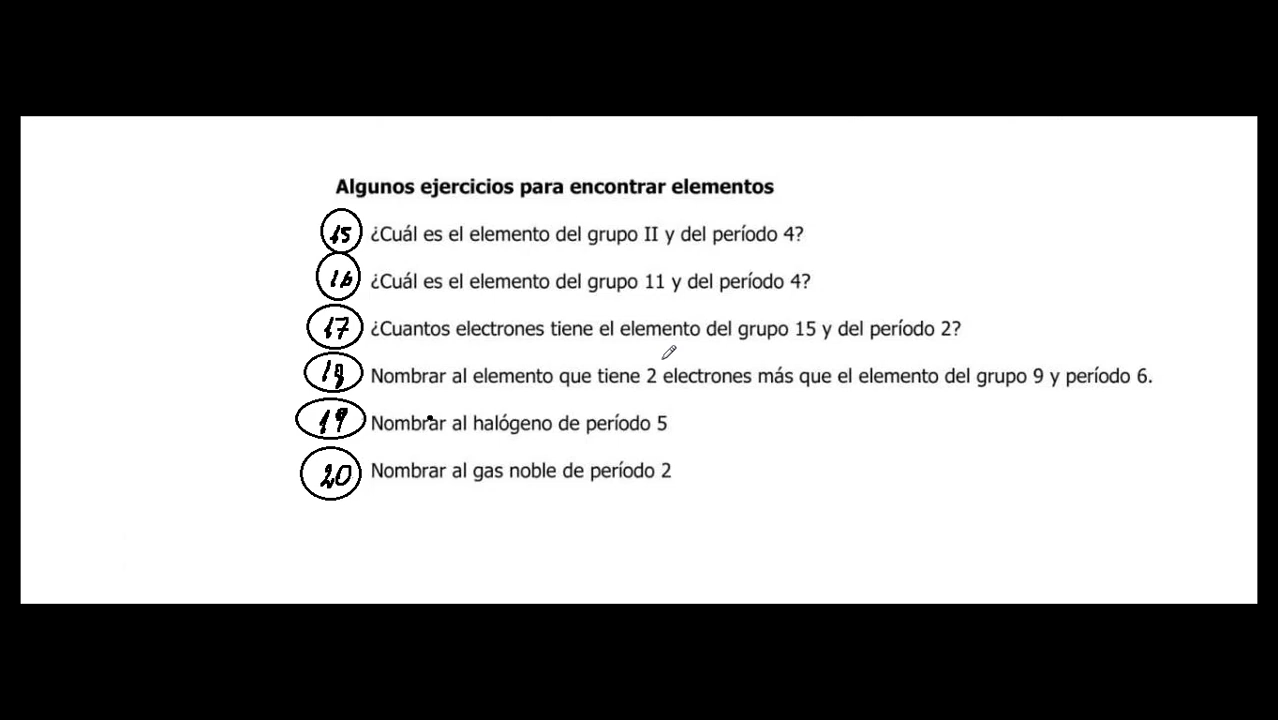 Algunos ejercicios para encontrar elementos
15 ¿Cuál es el elemento del grupo II y del período 4?
16 ¿Cuál es el elemento del grupo 11 y del período 4?
17 ¿Cuantos electrones tiene el elemento del grupo 15 y del período 2?
18 Nombrar al elemento que tiene 2 electrones más que el elemento del grupo 9 y período 6.
19 Nombrar al halógeno de período 5
20 Nombrar al gas noble de período 2